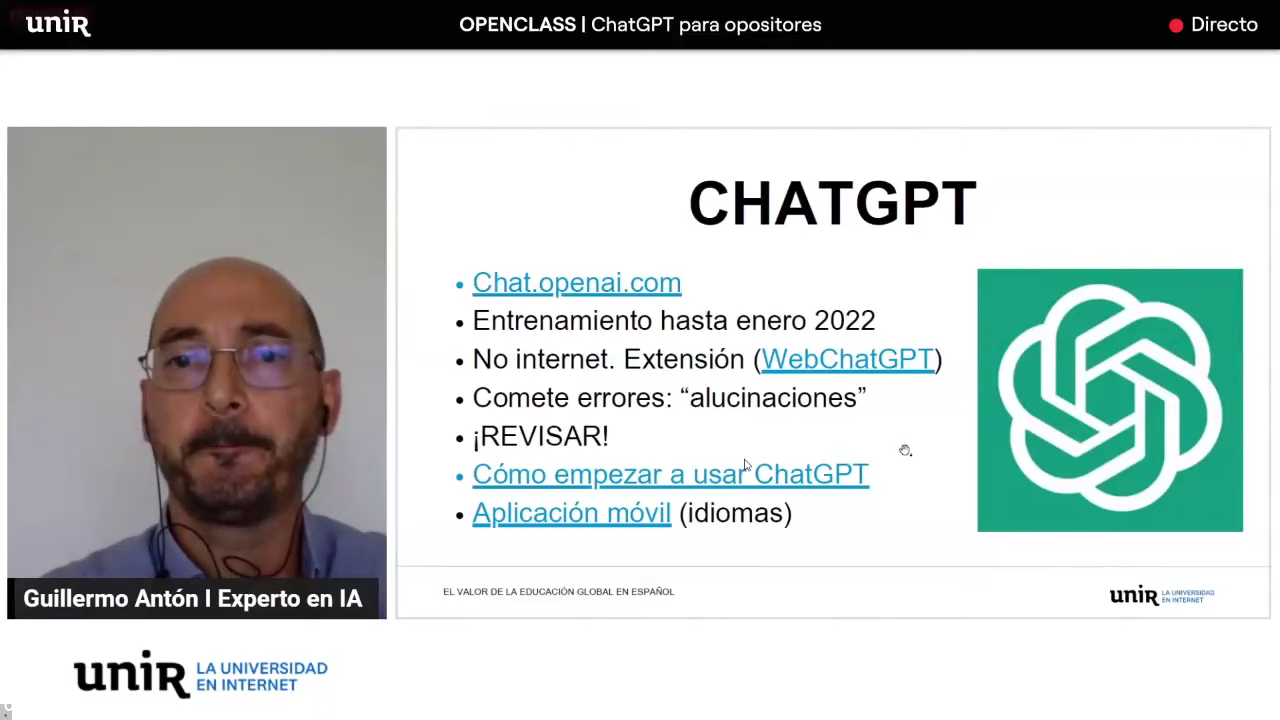 uniR
OPENCLASS | ChatGPT para opositores
Directo
CHATGPT
• Chat.openai.com
• Entrenamiento hasta enero 2022
• No internet. Extensión (WebChatGPT)
• Comete errores: “alucinaciones”
• ¡REVISAR!
• Cómo empezar a usar ChatGPT
• Aplicación móvil (idiomas)
Guillermo Antón I Experto en IA
EL VALOR DE LA EDUCACIÓN GLOBAL EN ESPAÑOL
uniR LA UNIVERSIDAD
EN INTERNET
uniR LA UNIVERSIDAD
EN INTERNET